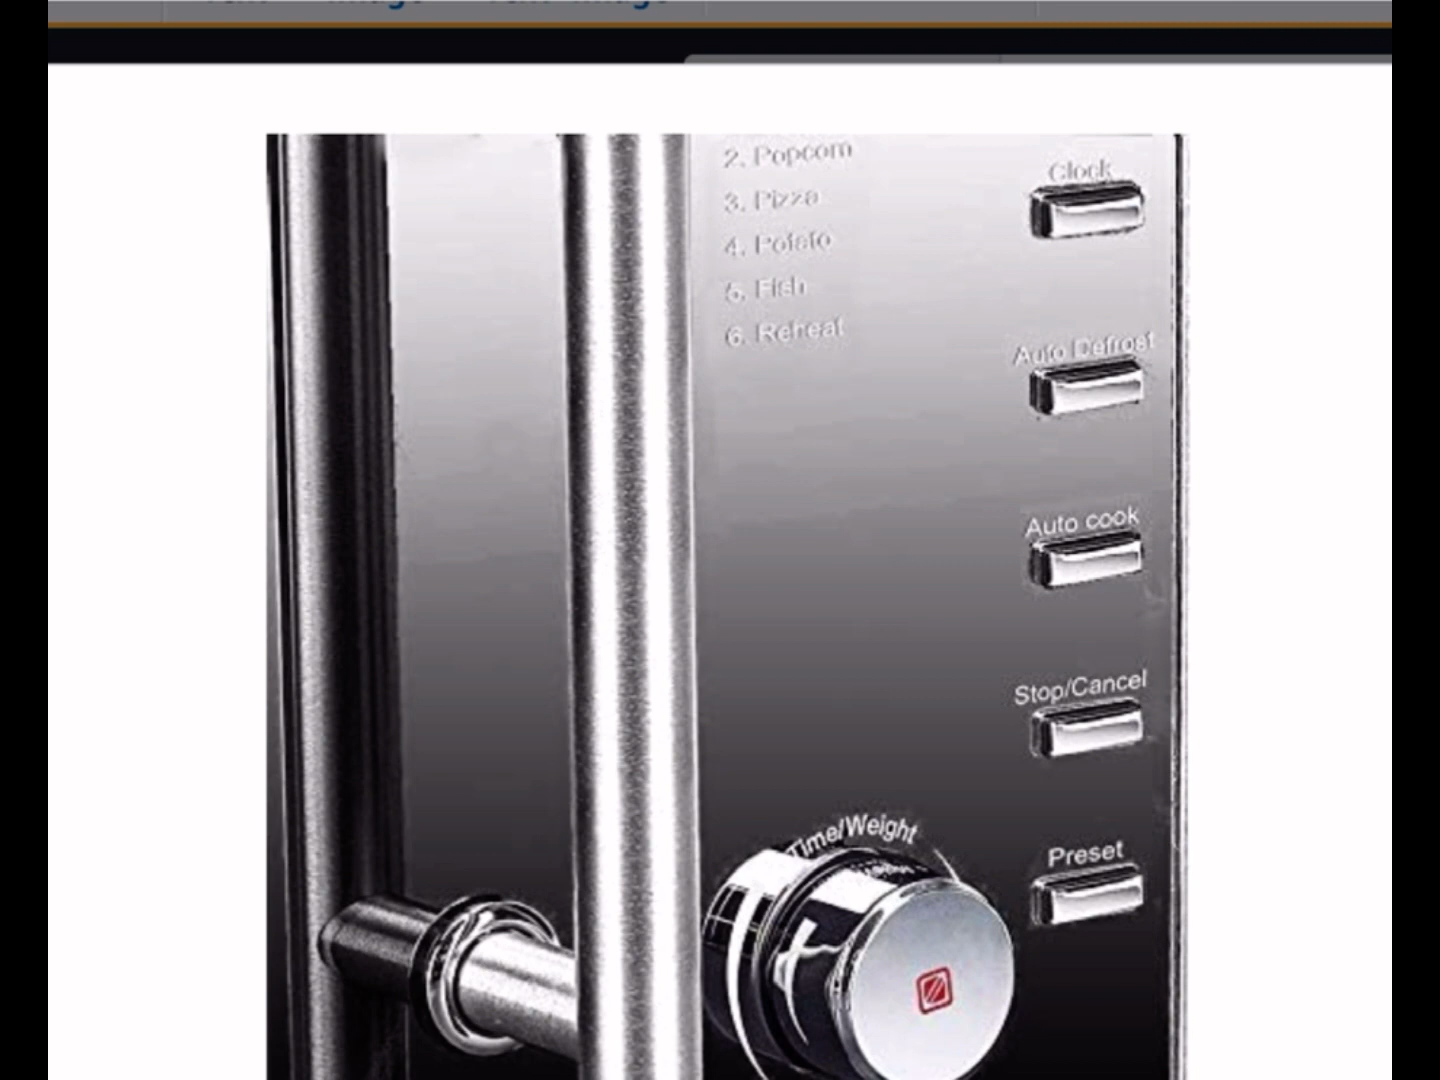 2. Popcorn
3. Pizza
4. Potato
5. Fish
6. Reheat
Clock
Auto Defrost
Auto cook
Stop/Cancel
Preset
Time/Weight